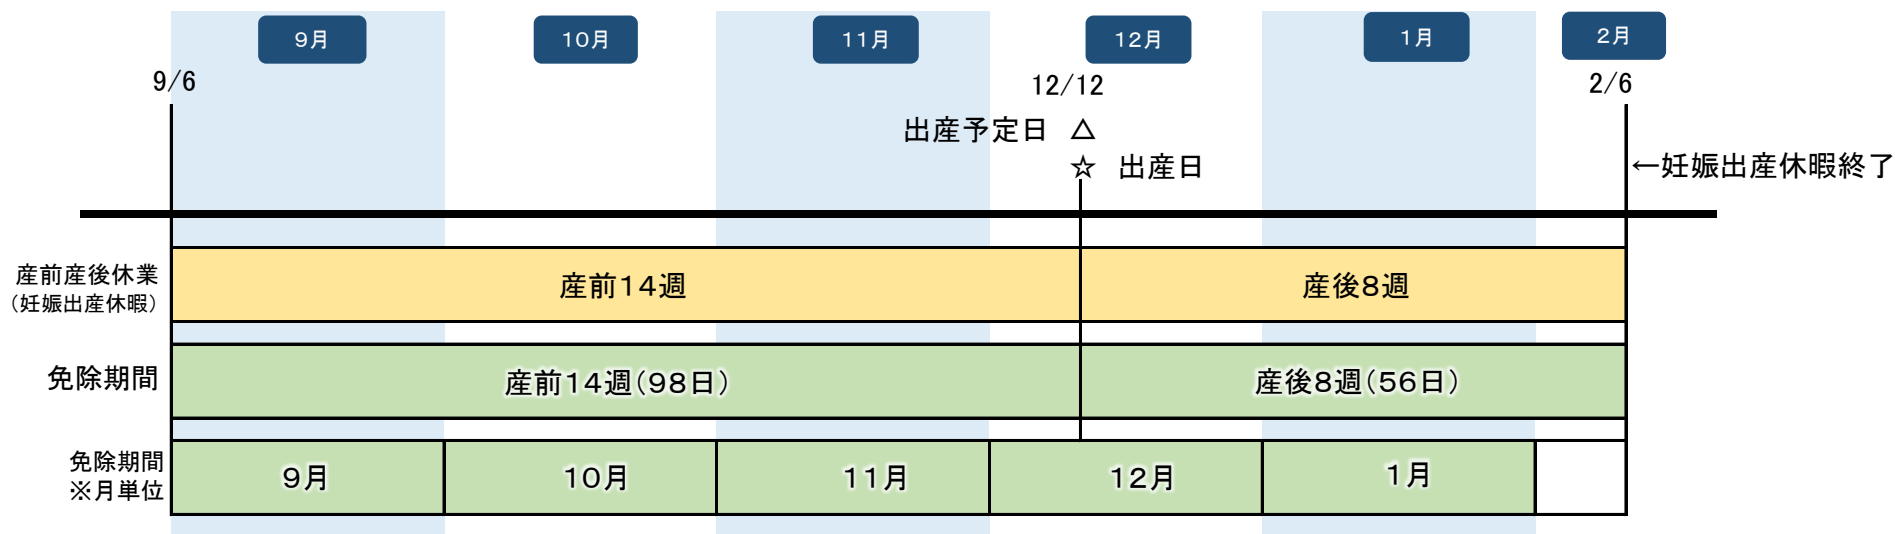 9月
10月
11月
12月
1月
2月
9/6
12/12
2/6
出産予定日 △
☆ 出産日
←妊娠出産休暇終了
産前産後休業
（妊娠出産休暇）
産前14週
産後8週
免除期間
産前14週（98日）
産後8週（56日）
免除期間
※月単位
9月
10月
11月
12月
1月